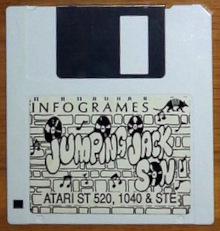 INFOGRAMES
JUMPING JACK
SON
ATARI ST 520, 1040 & STE